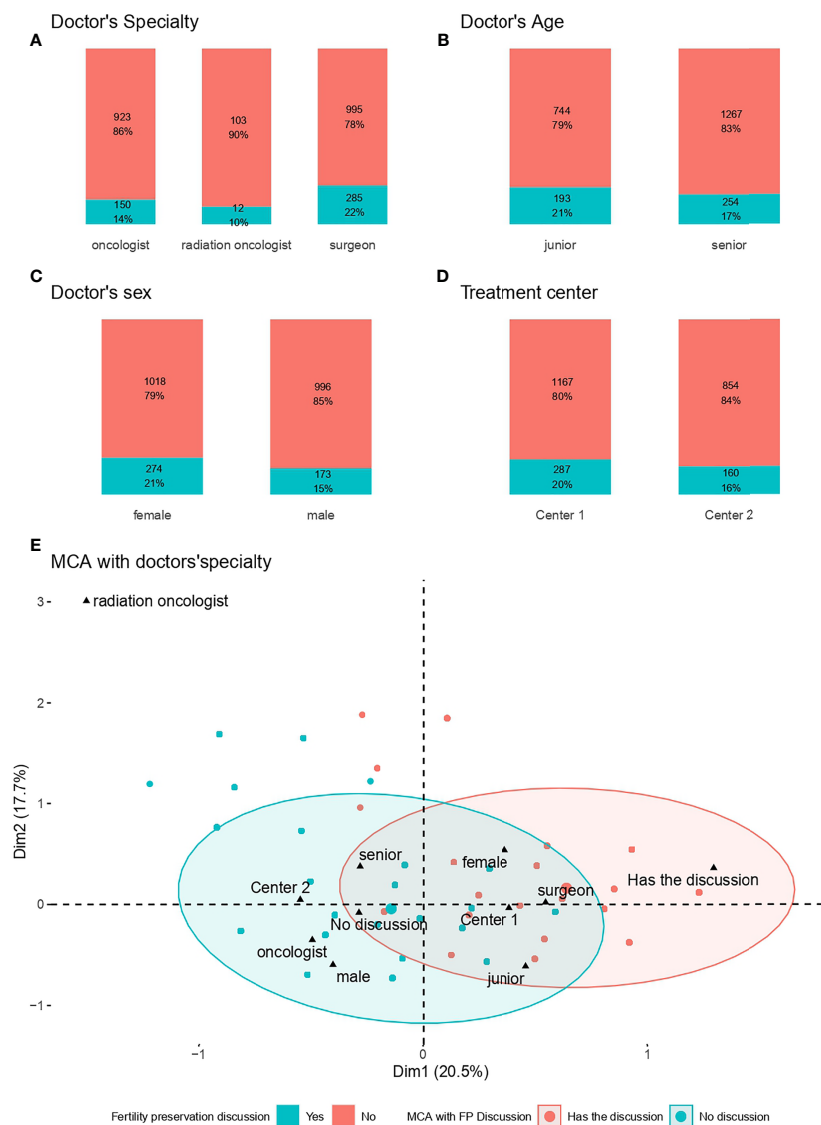 A
Doctor's Specialty
923
86%
150
14%
oncologist
103
90%
12
10%
radiation oncologist
995
78%
285
22%
surgeon
B
Doctor's Age
744
79%
193
21%
junior
1267
83%
254
17%
senior
C
Doctor's sex
1018
79%
274
21%
female
996
85%
173
15%
male
D
Treatment center
1167
80%
287
20%
Center 1
854
84%
160
16%
Center 2
E
MCA with doctors'specialty
radiation oncologist
senior
female
Center 2
surgeon
Has the discussion
No discussion
Center 1
oncologist
male
junior
3
2
1
0
−1
Dim2 (17.7%)
−1
0
1
Dim1 (20.5%)
Fertility preservation discussion Yes No MCA with FP Discussion Has the discussion No discussion